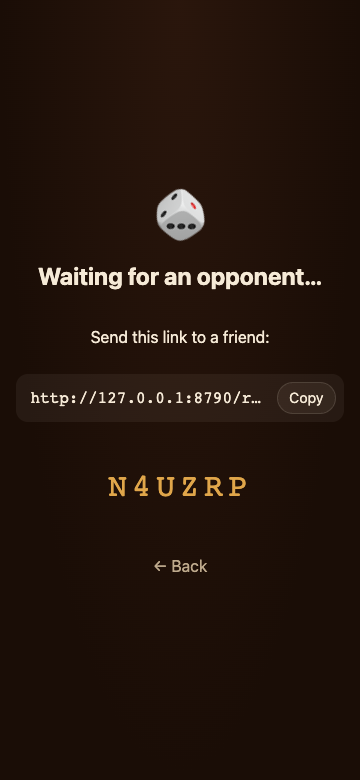 Waiting for an opponent...
Send this link to a friend:
http://127.0.0.1:8790/r… Copy
N4UZRP
← Back